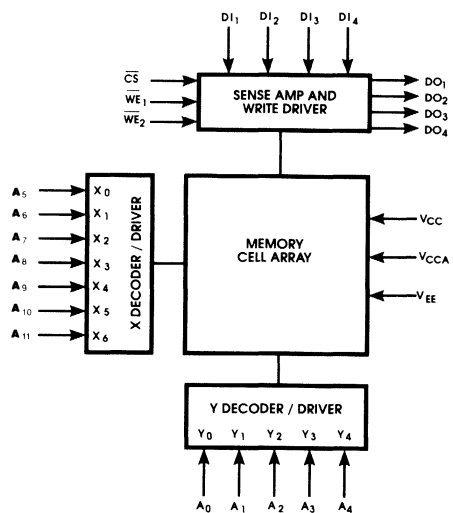 DI1 DI2 DI3 DI4
CS
WE1
WE2
SENSE AMP AND
WRITE DRIVER
DO1
DO2
DO3
DO4
A5
A6
A7
A8
A9
A10
A11
X0
X1
X2
X3
X4
X5
X6
X DECODER / DRIVER
MEMORY
CELL ARRAY
VCC
VCCA
VEE
Y DECODER / DRIVER
Y0 Y1 Y2 Y3 Y4
A0 A1 A2 A3 A4